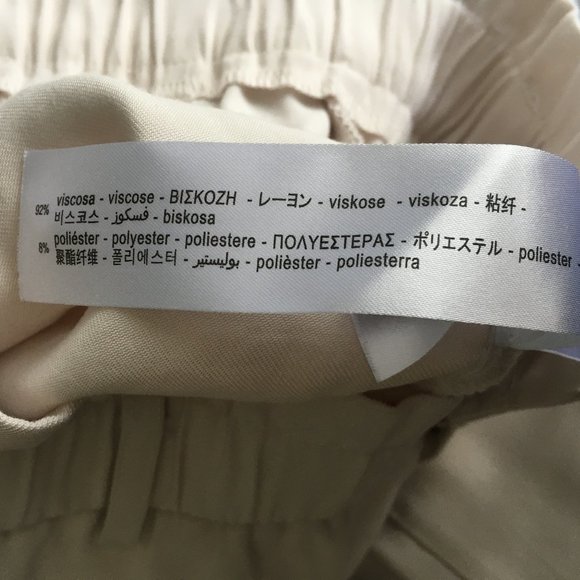 92% viscosa - viscose - ΒΙΣΚΟΖΗ - レーヨン - viskose - viskoza - 粘纤 -
비스코스 - فسكوز - biskosa
8% poliéster - polyester - poliestere - ΠΟΛΥΕΣΤΕΡΑΣ - ポリエステル - poliester -
聚酯纤维 - 폴리에스터 - بوليستير - polièster - poliesterra